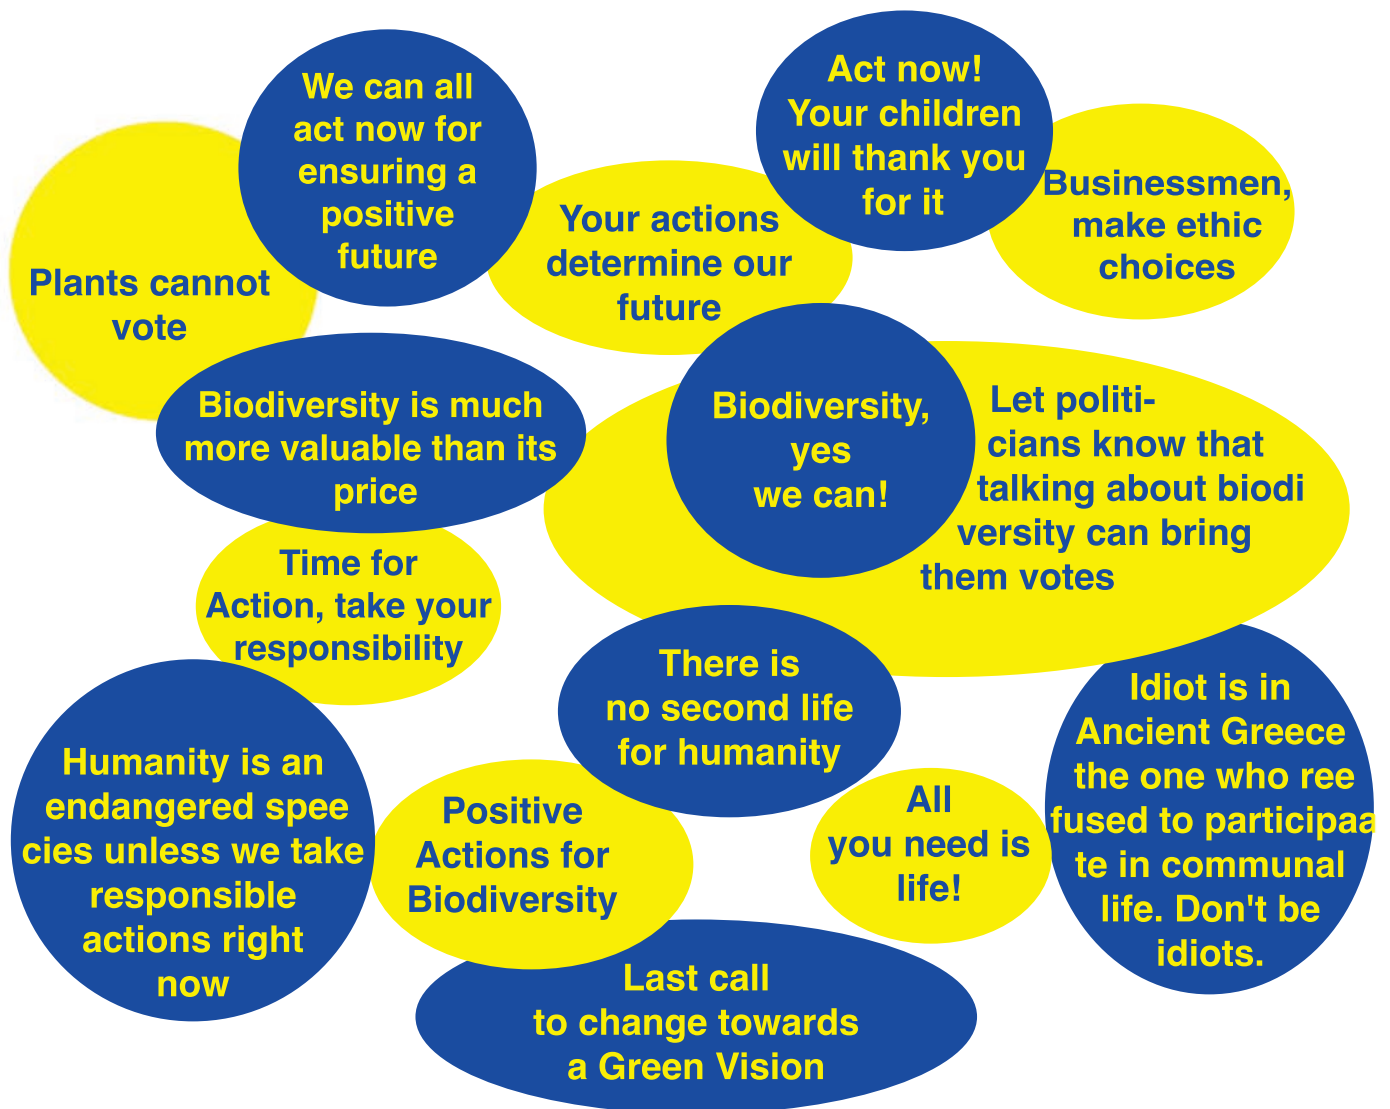 We can all
act now for
ensuring a
positive
future
Act now!
Your children
will thank you
for it
Businessmen,
make ethic
choices
Your actions
determine our
future
Plants cannot
vote
Biodiversity is much
more valuable than its
price
Biodiversity,
yes
we can!
Let politi-
cians know that
talking about biodi
versity can bring
them votes
Time for
Action, take your
responsibility
There is
no second life
for humanity
Idiot is in
Ancient Greece
the one who ree
fused to participaa
te in communal
life. Don't be
idiots.
Humanity is an
endangered spee
cies unless we take
responsible
actions right
now
Positive
Actions for
Biodiversity
All
you need is
life!
Last call
to change towards
a Green Vision